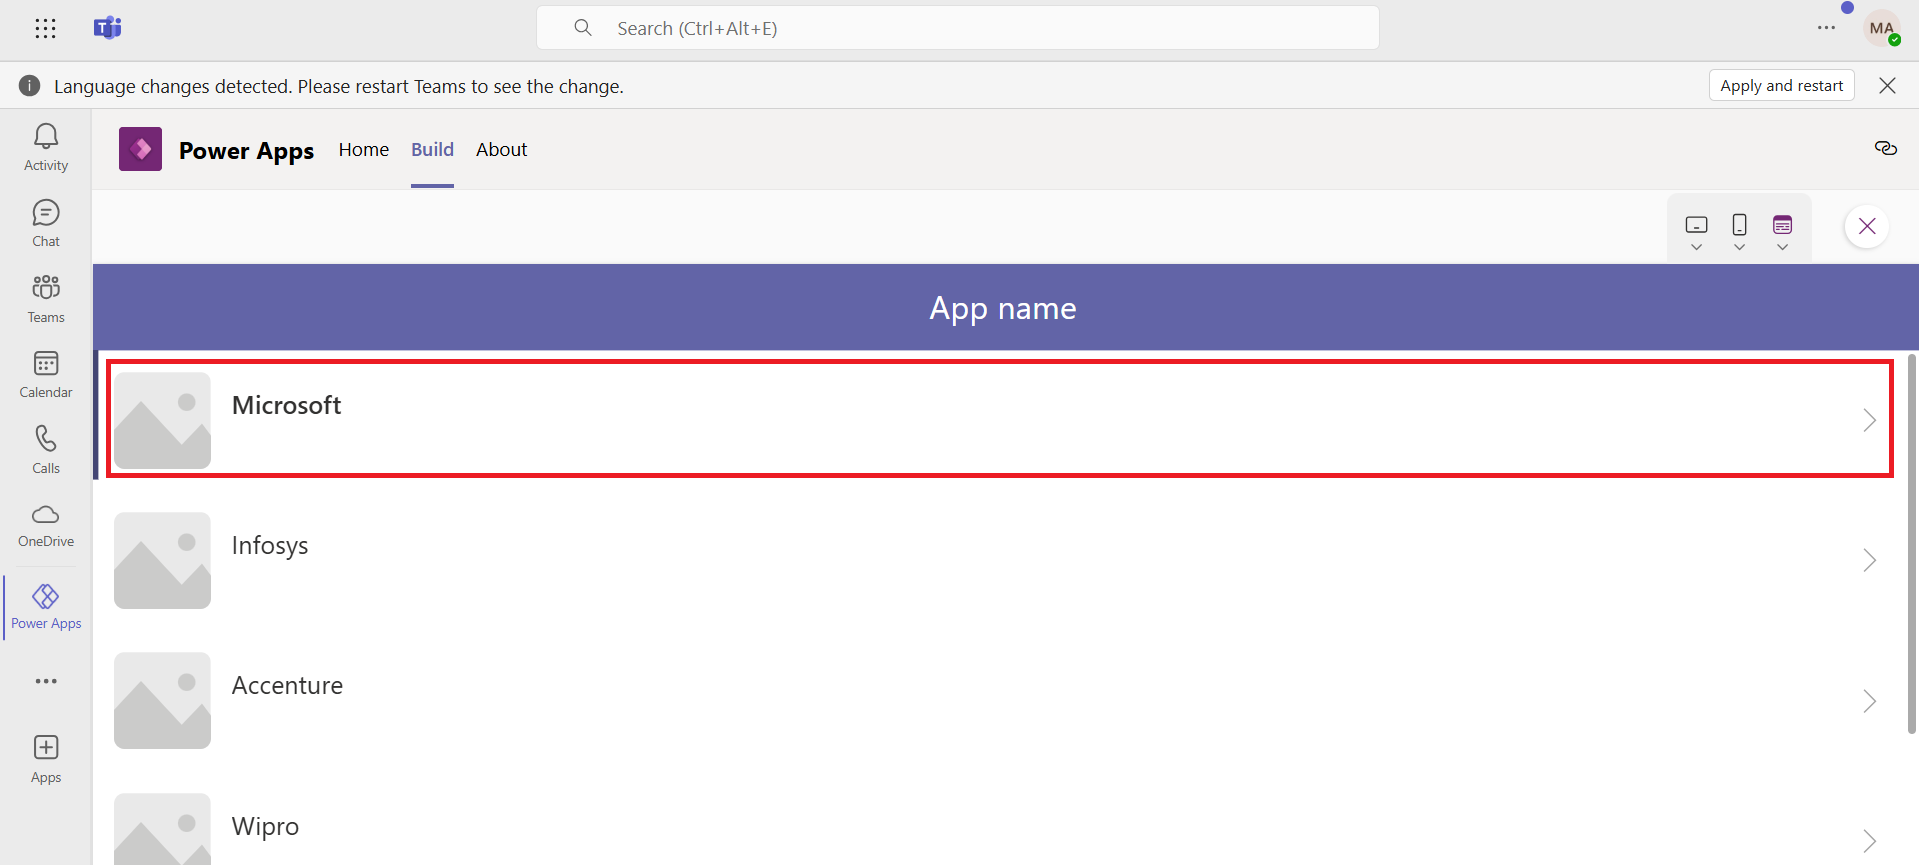 Search (Ctrl+Alt+E)
MA
Language changes detected. Please restart Teams to see the change.
Apply and restart
Activity
Chat
Teams
Calendar
Calls
OneDrive
Power Apps
Apps
Power Apps Home Build About
App name
Microsoft
Infosys
Accenture
Wipro